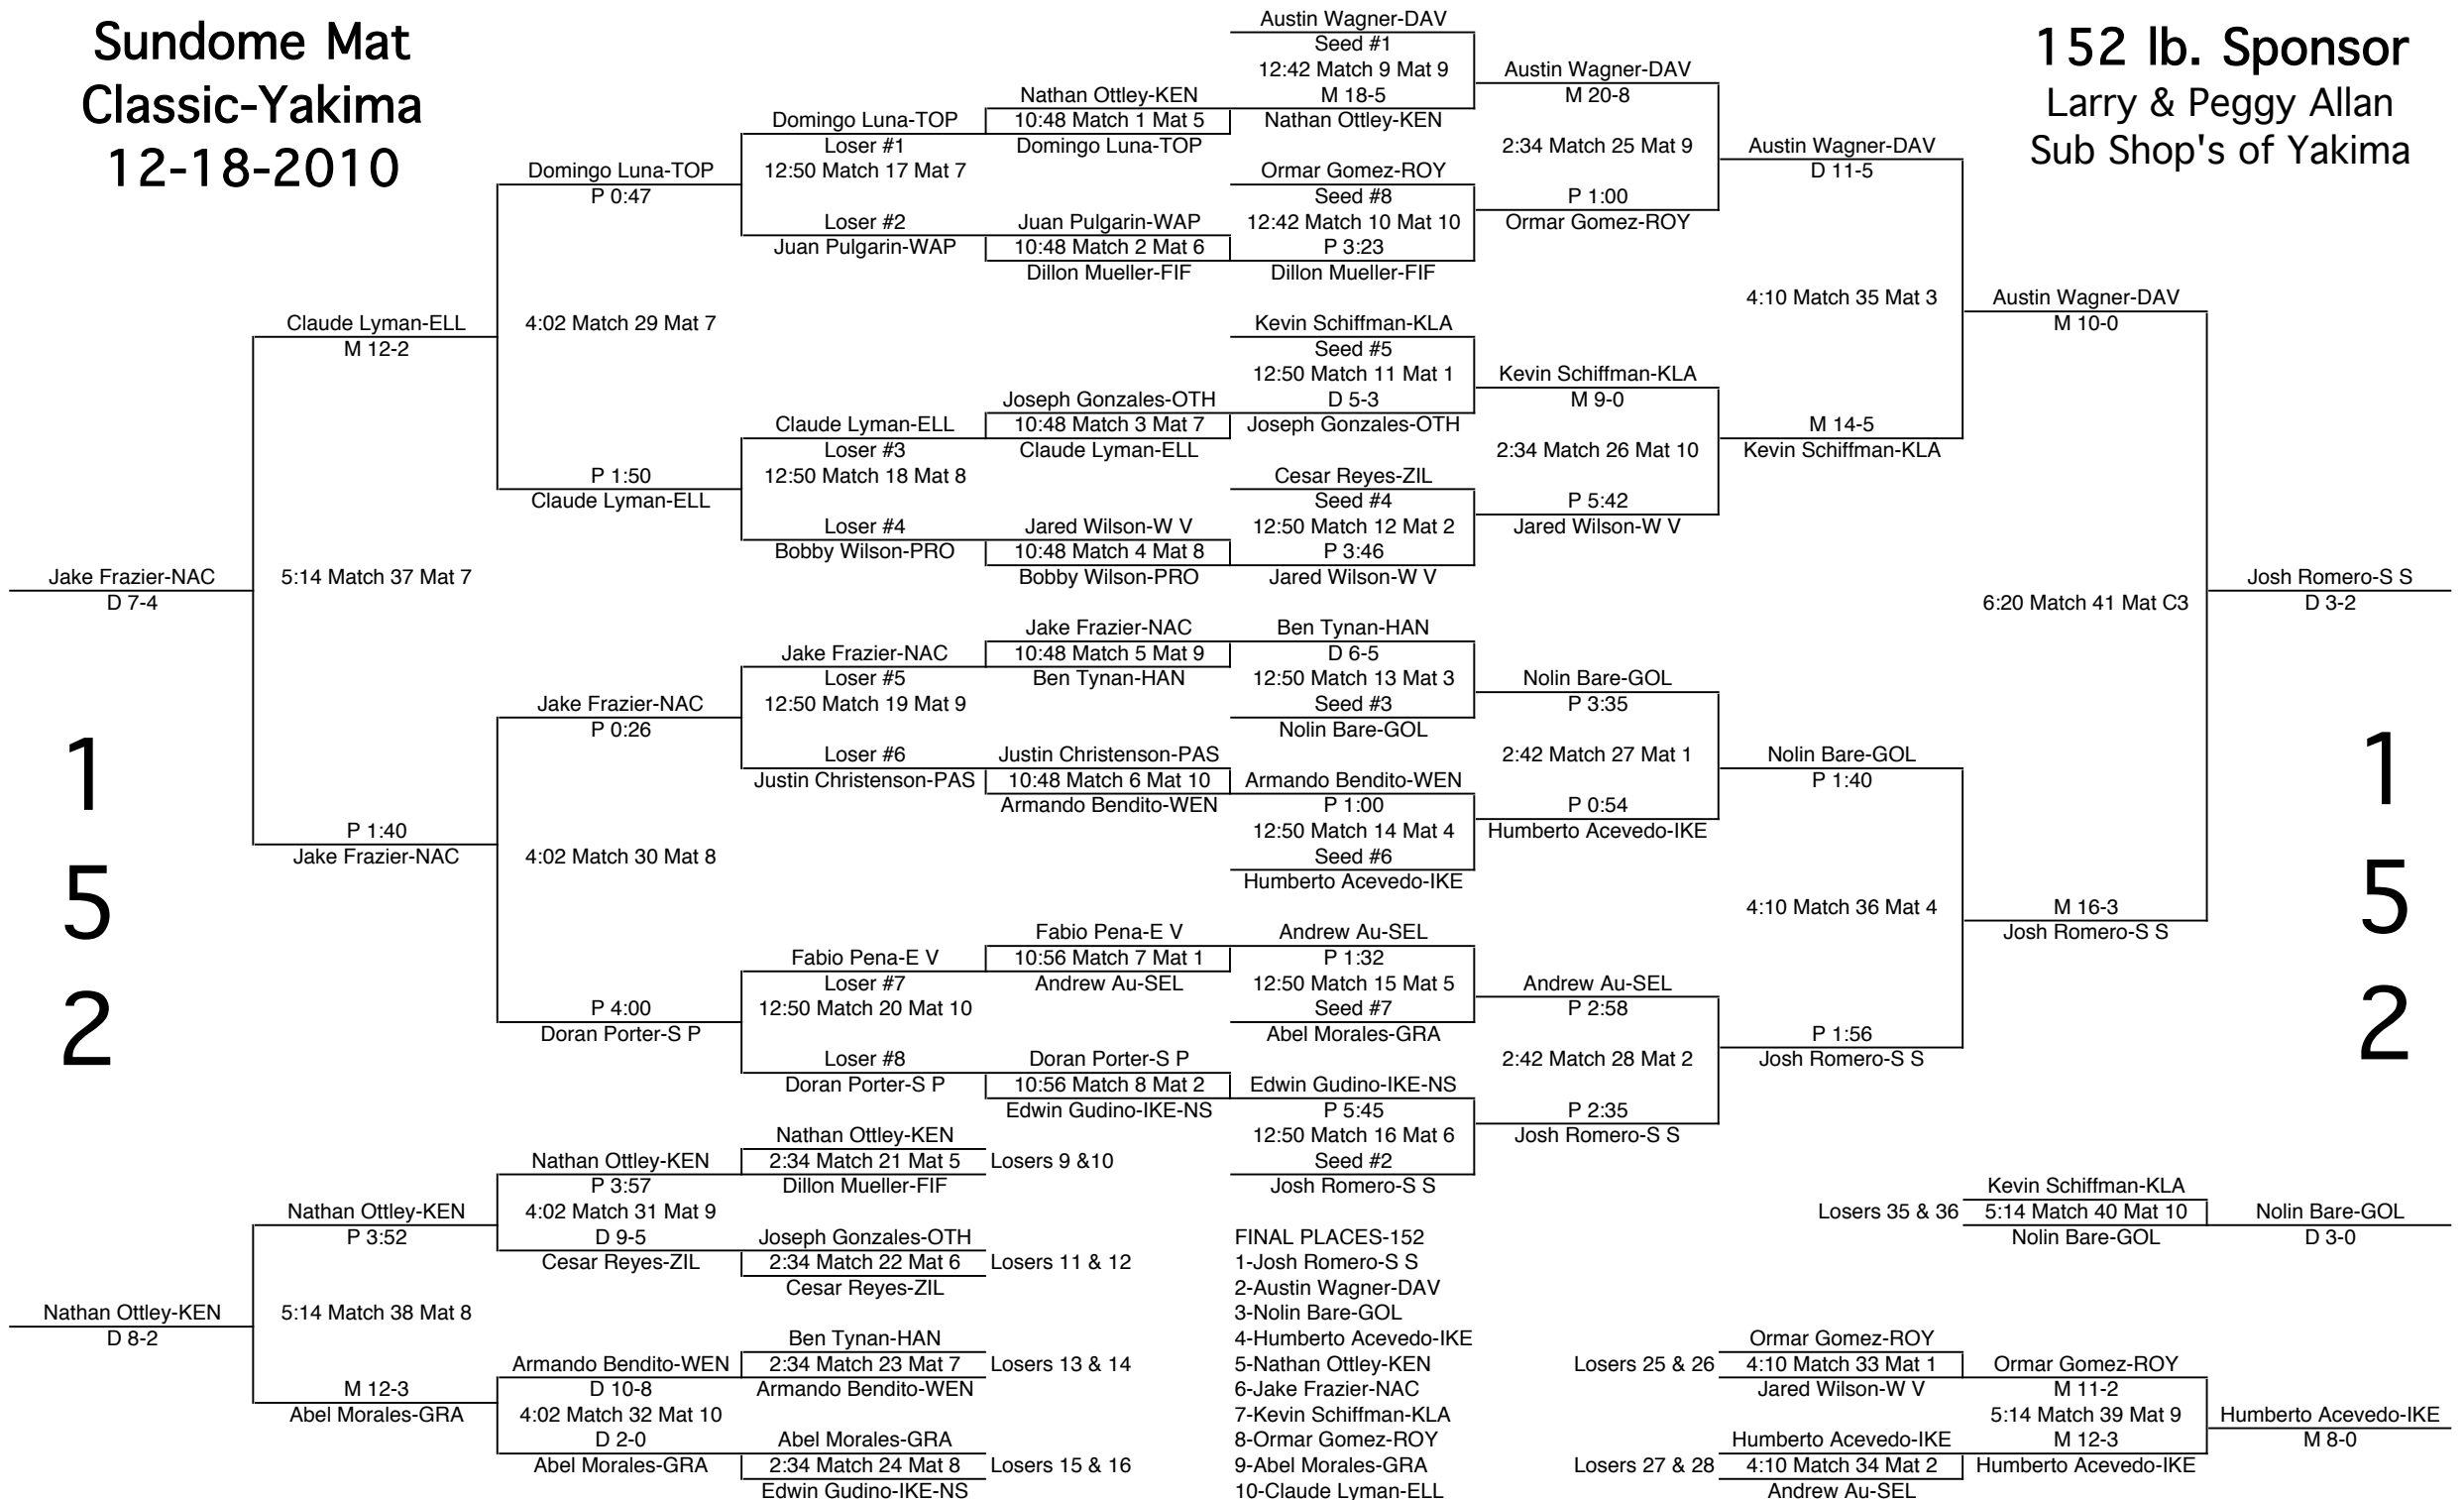 Sundome Mat
Classic-Yakima
12-18-2010
152 lb. Sponsor
Larry & Peggy Allan
Sub Shop's of Yakima
1
5
2
1
5
2
Jake Frazier-NAC
D 7-4
Claude Lyman-ELL
M 12-2
5:14 Match 37 Mat 7
P 1:40
Jake Frazier-NAC
Domingo Luna-TOP
P 0:47
4:02 Match 29 Mat 7
P 1:50
Claude Lyman-ELL
Jake Frazier-NAC
P 0:26
4:02 Match 30 Mat 8
P 4:00
Doran Porter-S P
Domingo Luna-TOP
Loser #1
12:50 Match 17 Mat 7
Loser #2
Juan Pulgarin-WAP
Claude Lyman-ELL
Loser #3
12:50 Match 18 Mat 8
Loser #4
Bobby Wilson-PRO
Jake Frazier-NAC
Loser #5
12:50 Match 19 Mat 9
Loser #6
Justin Christenson-PAS
Fabio Pena-E V
Loser #7
12:50 Match 20 Mat 10
Loser #8
Doran Porter-S P
Nathan Ottley-KEN
10:48 Match 1 Mat 5
Domingo Luna-TOP
Juan Pulgarin-WAP
10:48 Match 2 Mat 6
Dillon Mueller-FIF
Joseph Gonzales-OTH
10:48 Match 3 Mat 7
Claude Lyman-ELL
Jared Wilson-W V
10:48 Match 4 Mat 8
Bobby Wilson-PRO
Jake Frazier-NAC
10:48 Match 5 Mat 9
Ben Tynan-HAN
Justin Christenson-PAS
10:48 Match 6 Mat 10
Armando Bendito-WEN
Fabio Pena-E V
10:56 Match 7 Mat 1
Andrew Au-SEL
Doran Porter-S P
10:56 Match 8 Mat 2
Edwin Gudino-IKE-NS
Austin Wagner-DAV
Seed #1
12:42 Match 9 Mat 9
M 18-5
Nathan Ottley-KEN
Ormar Gomez-ROY
Seed #8
12:42 Match 10 Mat 10
P 3:23
Dillon Mueller-FIF
Kevin Schiffman-KLA
Seed #5
12:50 Match 11 Mat 1
D 5-3
Joseph Gonzales-OTH
Cesar Reyes-ZIL
Seed #4
12:50 Match 12 Mat 2
P 3:46
Jared Wilson-W V
Ben Tynan-HAN
D 6-5
12:50 Match 13 Mat 3
Seed #3
Nolin Bare-GOL
Armando Bendito-WEN
P 1:00
12:50 Match 14 Mat 4
Seed #6
Humberto Acevedo-IKE
Andrew Au-SEL
P 1:32
12:50 Match 15 Mat 5
Seed #7
Abel Morales-GRA
Edwin Gudino-IKE-NS
P 5:45
12:50 Match 16 Mat 6
Seed #2
Josh Romero-S S
Austin Wagner-DAV
M 20-8
2:34 Match 25 Mat 9
P 1:00
Ormar Gomez-ROY
Kevin Schiffman-KLA
M 9-0
2:34 Match 26 Mat 10
P 5:42
Jared Wilson-W V
Nolin Bare-GOL
P 3:35
2:42 Match 27 Mat 1
P 0:54
Humberto Acevedo-IKE
Andrew Au-SEL
P 2:58
2:42 Match 28 Mat 2
P 2:35
Josh Romero-S S
Austin Wagner-DAV
D 11-5
4:10 Match 35 Mat 3
M 14-5
Kevin Schiffman-KLA
Nolin Bare-GOL
P 1:40
4:10 Match 36 Mat 4
P 1:56
Josh Romero-S S
Austin Wagner-DAV
M 10-0
6:20 Match 41 Mat C3
M 16-3
Josh Romero-S S
Josh Romero-S S
D 3-2
Nathan Ottley-KEN
D 8-2
Nathan Ottley-KEN
P 3:52
5:14 Match 38 Mat 8
M 12-3
Abel Morales-GRA
Nathan Ottley-KEN
P 3:57
4:02 Match 31 Mat 9
D 9-5
Cesar Reyes-ZIL
Armando Bendito-WEN
D 10-8
4:02 Match 32 Mat 10
D 2-0
Abel Morales-GRA
Nathan Ottley-KEN
2:34 Match 21 Mat 5 Losers 9 &10
Dillon Mueller-FIF
Joseph Gonzales-OTH
2:34 Match 22 Mat 6 Losers 11 & 12
Cesar Reyes-ZIL
Ben Tynan-HAN
2:34 Match 23 Mat 7 Losers 13 & 14
Armando Bendito-WEN
Abel Morales-GRA
2:34 Match 24 Mat 8 Losers 15 & 16
Edwin Gudino-IKE-NS
FINAL PLACES-152
1-Josh Romero-S S
2-Austin Wagner-DAV
3-Nolin Bare-GOL
4-Humberto Acevedo-IKE
5-Nathan Ottley-KEN
6-Jake Frazier-NAC
7-Kevin Schiffman-KLA
8-Ormar Gomez-ROY
9-Abel Morales-GRA
10-Claude Lyman-ELL
Kevin Schiffman-KLA
Losers 35 & 36 5:14 Match 40 Mat 10
Nolin Bare-GOL
Nolin Bare-GOL
D 3-0
Ormar Gomez-ROY
Losers 25 & 26 4:10 Match 33 Mat 1
Jared Wilson-W V
Humberto Acevedo-IKE
Losers 27 & 28 4:10 Match 34 Mat 2
Andrew Au-SEL
Ormar Gomez-ROY
M 11-2
5:14 Match 39 Mat 9
M 12-3
Humberto Acevedo-IKE
Humberto Acevedo-IKE
M 8-0